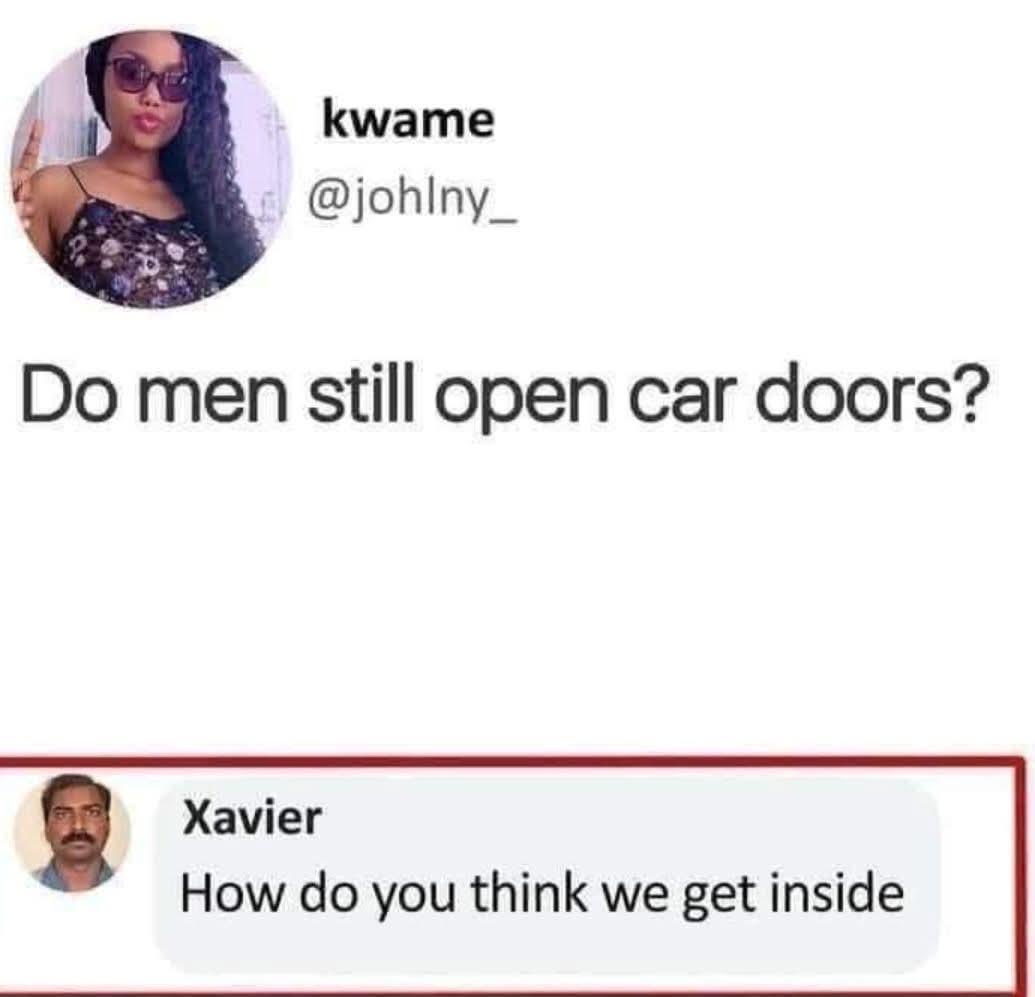 kwame
@johlny_
Do men still open car doors?
Xavier
How do you think we get inside